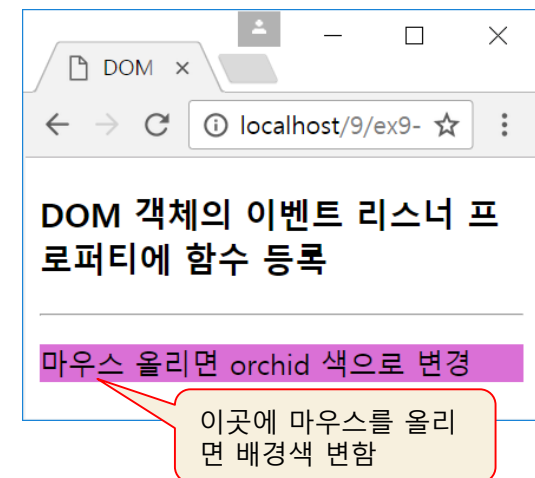 DOM
localhost/9/ex9-
DOM 객체의 이벤트 리스너 프
로퍼티에 함수 등록
마우스 올리면 orchid 색으로 변경
이곳에 마우스를 올리
면 배경색 변함